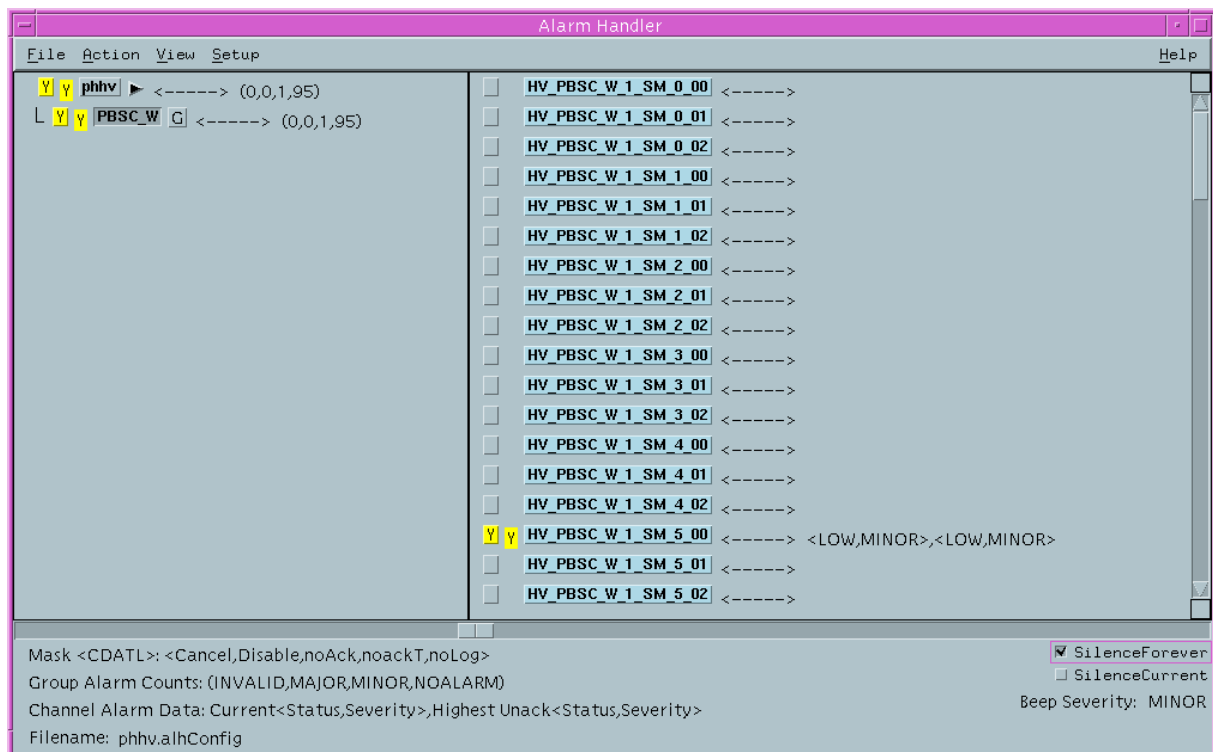 Alarm Handler
File Action View Setup Help
Y Y phhv <-----> (0,0,1,95)
Y Y PBSC_W G <-----> (0,0,1,95)
HV_PBSC_W_1_SM_0_00 <----->
HV_PBSC_W_1_SM_0_01 <----->
HV_PBSC_W_1_SM_0_02 <----->
HV_PBSC_W_1_SM_1_00 <----->
HV_PBSC_W_1_SM_1_01 <----->
HV_PBSC_W_1_SM_1_02 <----->
HV_PBSC_W_1_SM_2_00 <----->
HV_PBSC_W_1_SM_2_01 <----->
HV_PBSC_W_1_SM_2_02 <----->
HV_PBSC_W_1_SM_3_00 <----->
HV_PBSC_W_1_SM_3_01 <----->
HV_PBSC_W_1_SM_3_02 <----->
HV_PBSC_W_1_SM_4_00 <----->
HV_PBSC_W_1_SM_4_01 <----->
HV_PBSC_W_1_SM_4_02 <----->
Y Y HV_PBSC_W_1_SM_5_00 <-----> <LOW,MINOR>,<LOW,MINOR>
HV_PBSC_W_1_SM_5_01 <----->
HV_PBSC_W_1_SM_5_02 <----->
Mask <CDATL>: <Cancel,Disable,noAck,noackT,noLog>
Group Alarm Counts: (INVALID,MAJOR,MINOR,NOALARM)
Channel Alarm Data: Current<Status,Severity>,Highest Unack<Status,Severity>
Filename: phhv.alhConfig
SilenceForever
SilenceCurrent
Beep Severity: MINOR